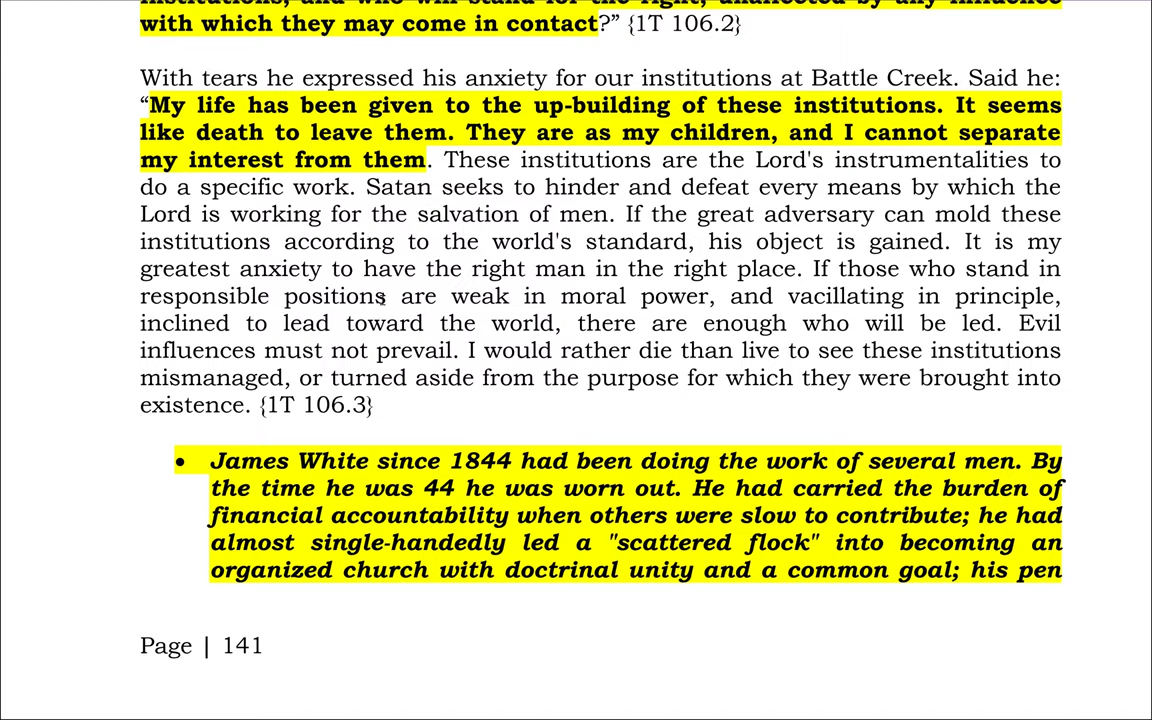 institutions, and who will stand for the right, unaffected by any influence
with which they may come in contact?” {1T 106.2}
With tears he expressed his anxiety for our institutions at Battle Creek. Said he:
“My life has been given to the up-building of these institutions. It seems
like death to leave them. They are as my children, and I cannot separate
my interest from them. These institutions are the Lord's instrumentalities to
do a specific work. Satan seeks to hinder and defeat every means by which the
Lord is working for the salvation of men. If the great adversary can mold these
institutions according to the world's standard, his object is gained. It is my
greatest anxiety to have the right man in the right place. If those who stand in
responsible positions are weak in moral power, and vacillating in principle,
inclined to lead toward the world, there are enough who will be led. Evil
influences must not prevail. I would rather die than live to see these institutions
mismanaged, or turned aside from the purpose for which they were brought into
existence. {1T 106.3}
• James White since 1844 had been doing the work of several men. By
the time he was 44 he was worn out. He had carried the burden of
financial accountability when others were slow to contribute; he had
almost single-handedly led a "scattered flock" into becoming an
organized church with doctrinal unity and a common goal; his pen
Page | 141